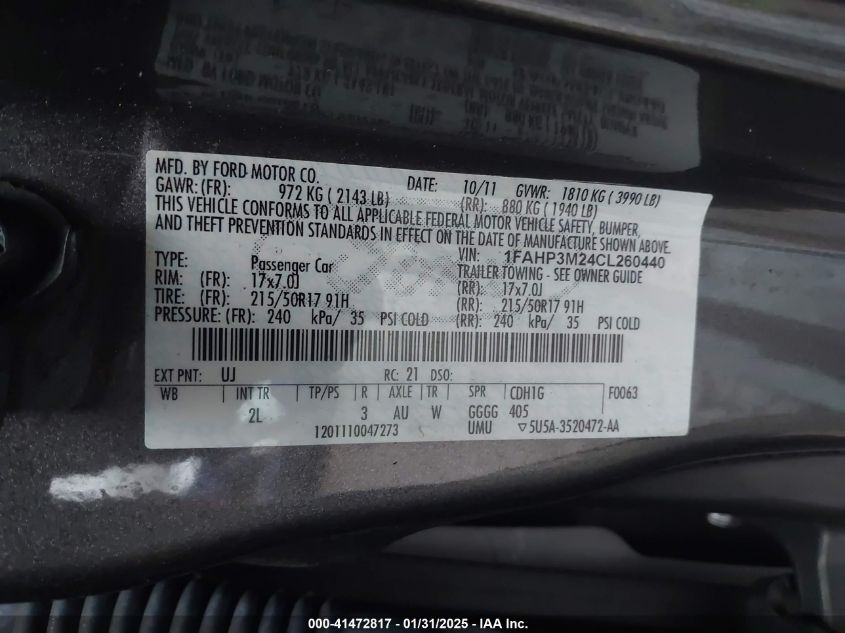 MFD. BY FORD MOTOR CO. DATE: 10/11 GVWR: 1810 KG ( 3990 LB)
GAWR: (FR): 972 KG ( 2143 LB) (RR): 880 KG ( 1940 LB)
THIS VEHICLE CONFORMS TO ALL APPLICABLE FEDERAL MOTOR VEHICLE SAFETY, BUMPER,
AND THEFT PREVENTION STANDARDS IN EFFECT ON THE DATE OF MANUFACTURE SHOWN ABOVE.
VIN: 1FAHP3M24CL260440
TYPE: Passenger Car TRAILER TOWING - SEE OWNER GUIDE
RIM: (FR): 17x7.0J (RR): 17x7.0J
TIRE: (FR): 215/50R17 91H (RR): 215/50R17 91H
PRESSURE: (FR): 240 kPa/ 35 PSI COLD (RR): 240 kPa/ 35 PSI COLD
EXT PNT: UJ RC: 21 DSO:
WB INT TR TP/PS R AXLE TR SPR CDH1G F0063
2L 3 AU W GGGG 405
1201110047273 UMU ▽5U5A-3520472-AA
000-41472817 - 01/31/2025 - IAA Inc.